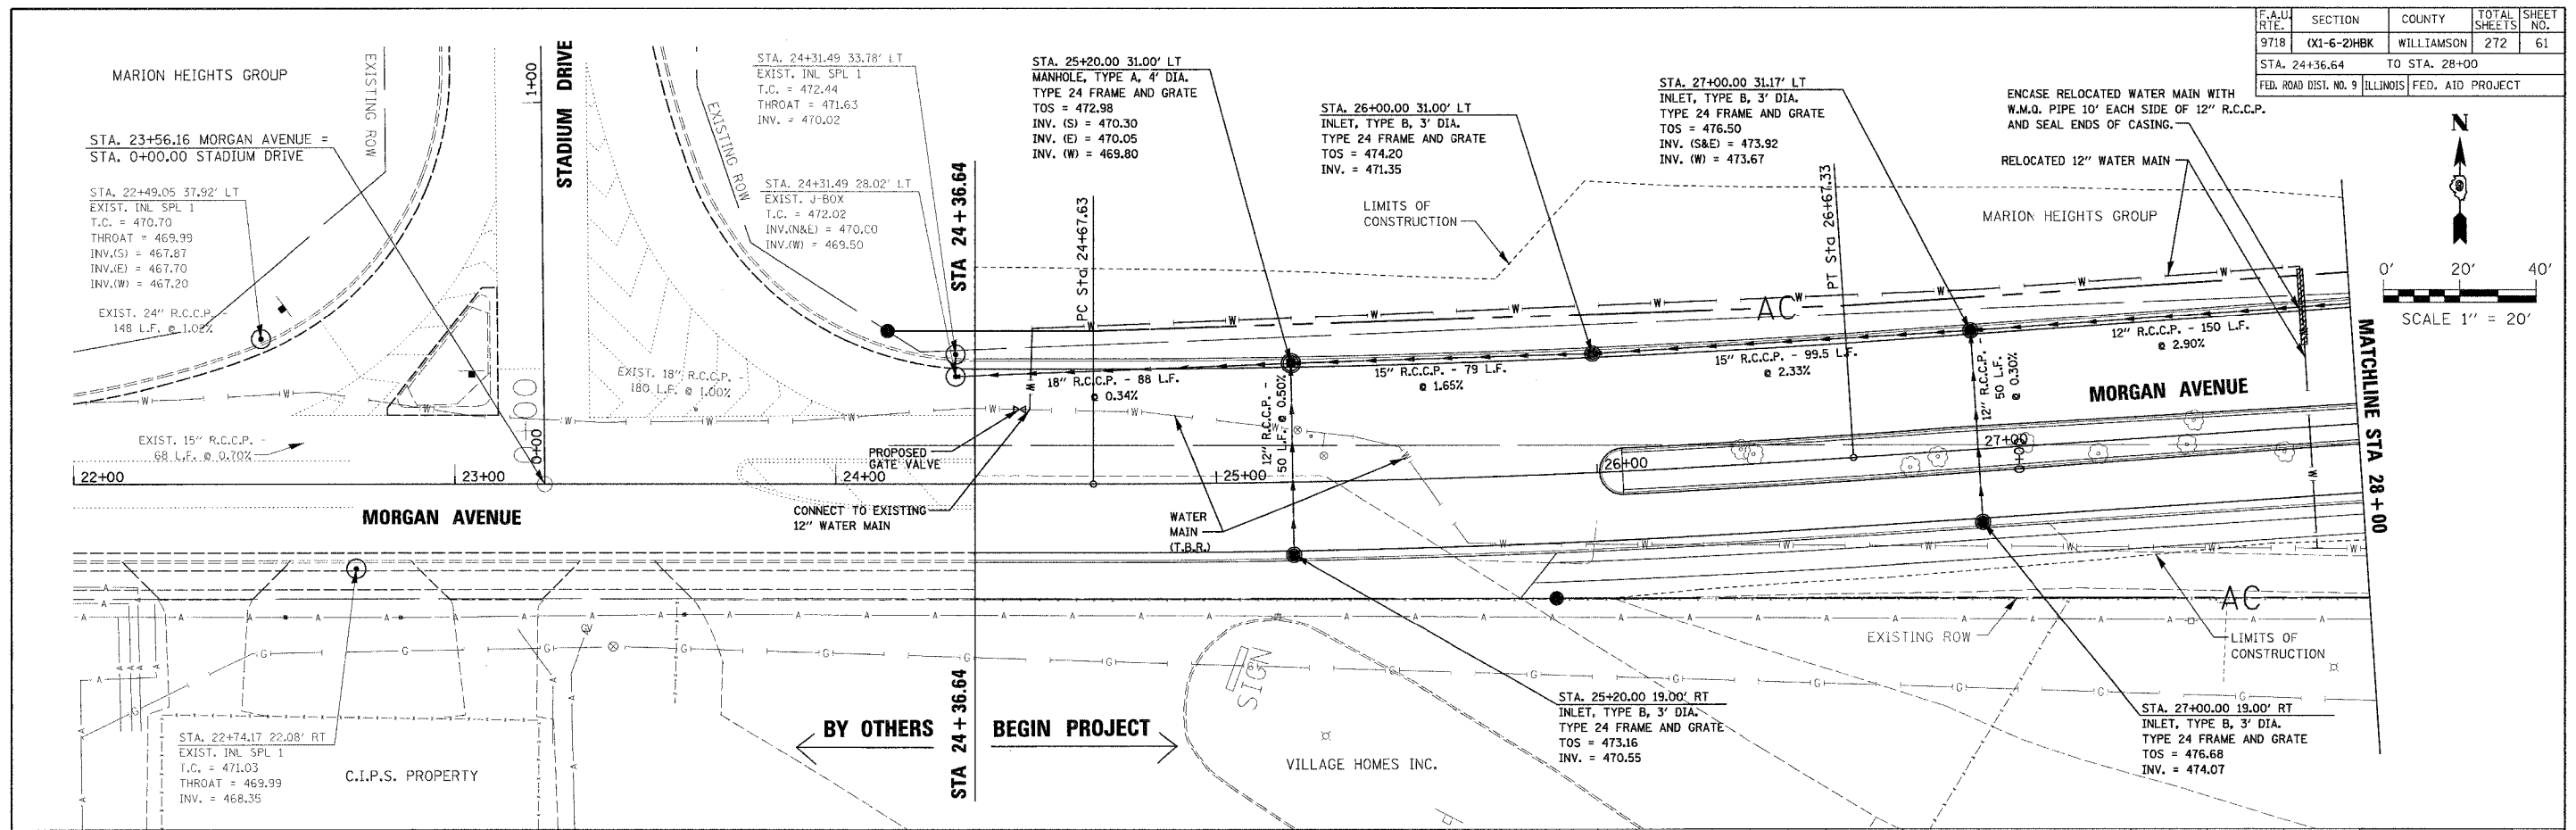 F.A.U. RTE. SECTION COUNTY TOTAL SHEETS SHEET NO.
9718 (X1-6-2)HBK WILLIAMSON 272 61
STA. 24+36.64 TO STA. 28+00
FED. ROAD DIST. NO. 9 ILLINOIS FED. AID PROJECT
MARION HEIGHTS GROUP
EXISTING ROW
STA. 23+56.16 MORGAN AVENUE =
STA. 0+00.00 STADIUM DRIVE
STA. 22+49.05 37.92' LT
EXIST. INL SPL 1
T.C. = 470.70
THROAT = 469.99
INV.(S) = 467.87
INV.(E) = 467.70
INV.(W) = 467.20
EXIST. 24" R.C.C.P. -
148 L.F. @ 1.02%
EXIST. 15" R.C.C.P. -
68 L.F. @ 0.70%
1+00
STADIUM DRIVE
0+00
0+00
EXISTING ROW
STA. 24+31.49 33.78' LT
EXIST. INL SPL 1
T.C. = 472.44
THROAT = 471.63
INV. = 470.02
STA. 24+31.49 28.02' LT
EXIST. J-BOX
T.C. = 472.02
INV.(N&E) = 470.00
INV.(W) = 469.50
EXIST. 18" R.C.C.P. -
180 L.F. @ 1.00%
STA 24+36.64
PC Sta 24+67.63
STA. 25+20.00 31.00' LT
MANHOLE, TYPE A, 4' DIA.
TYPE 24 FRAME AND GRATE
TOS = 472.98
INV. (S) = 470.30
INV. (E) = 470.05
INV. (W) = 469.80
STA. 26+00.00 31.00' LT
INLET, TYPE B, 3' DIA.
TYPE 24 FRAME AND GRATE
TOS = 474.20
INV. = 471.35
LIMITS OF
CONSTRUCTION
STA. 27+00.00 31.17' LT
INLET, TYPE B, 3' DIA.
TYPE 24 FRAME AND GRATE
TOS = 476.50
INV. (S&E) = 473.92
INV. (W) = 473.67
PT Sta 26+67.33
ENCASE RELOCATED WATER MAIN WITH
W.M.Q. PIPE 10' EACH SIDE OF 12" R.C.C.P.
AND SEAL ENDS OF CASING.
RELOCATED 12" WATER MAIN
MARION HEIGHTS GROUP
N
0' 20' 40'
SCALE 1" = 20'
AC
18" R.C.C.P. - 88 L.F.
@ 0.34%
12" R.C.C.P. -
50 L.F. @ 0.50%
15" R.C.C.P. - 79 L.F.
@ 1.65%
15" R.C.C.P. - 99.5 L.F.
@ 2.33%
12" R.C.C.P. -
50 L.F.
@ 0.30%
12" R.C.C.P. - 150 L.F.
@ 2.90%
MORGAN AVENUE
MATCHLINE STA 28+00
PROPOSED
GATE VALVE
CONNECT TO EXISTING
12" WATER MAIN
WATER
MAIN
(T.B.R.)
22+00
23+00
24+00
25+00
26+00
27+00
0+00
MORGAN AVENUE
GV
AC
EXISTING ROW
LIMITS OF
CONSTRUCTION
STA. 22+74.17 22.08' RT
EXIST. INL SPL 1
T.C. = 471.03
THROAT = 469.99
INV. = 468.35
C.I.P.S. PROPERTY
BY OTHERS
STA 24+36.64
BEGIN PROJECT
SIGN
VILLAGE HOMES INC.
STA. 25+20.00 19.00' RT
INLET, TYPE B, 3' DIA.
TYPE 24 FRAME AND GRATE
TOS = 473.16
INV. = 470.55
STA. 27+00.00 19.00' RT
INLET, TYPE B, 3' DIA.
TYPE 24 FRAME AND GRATE
TOS = 476.68
INV. = 474.07